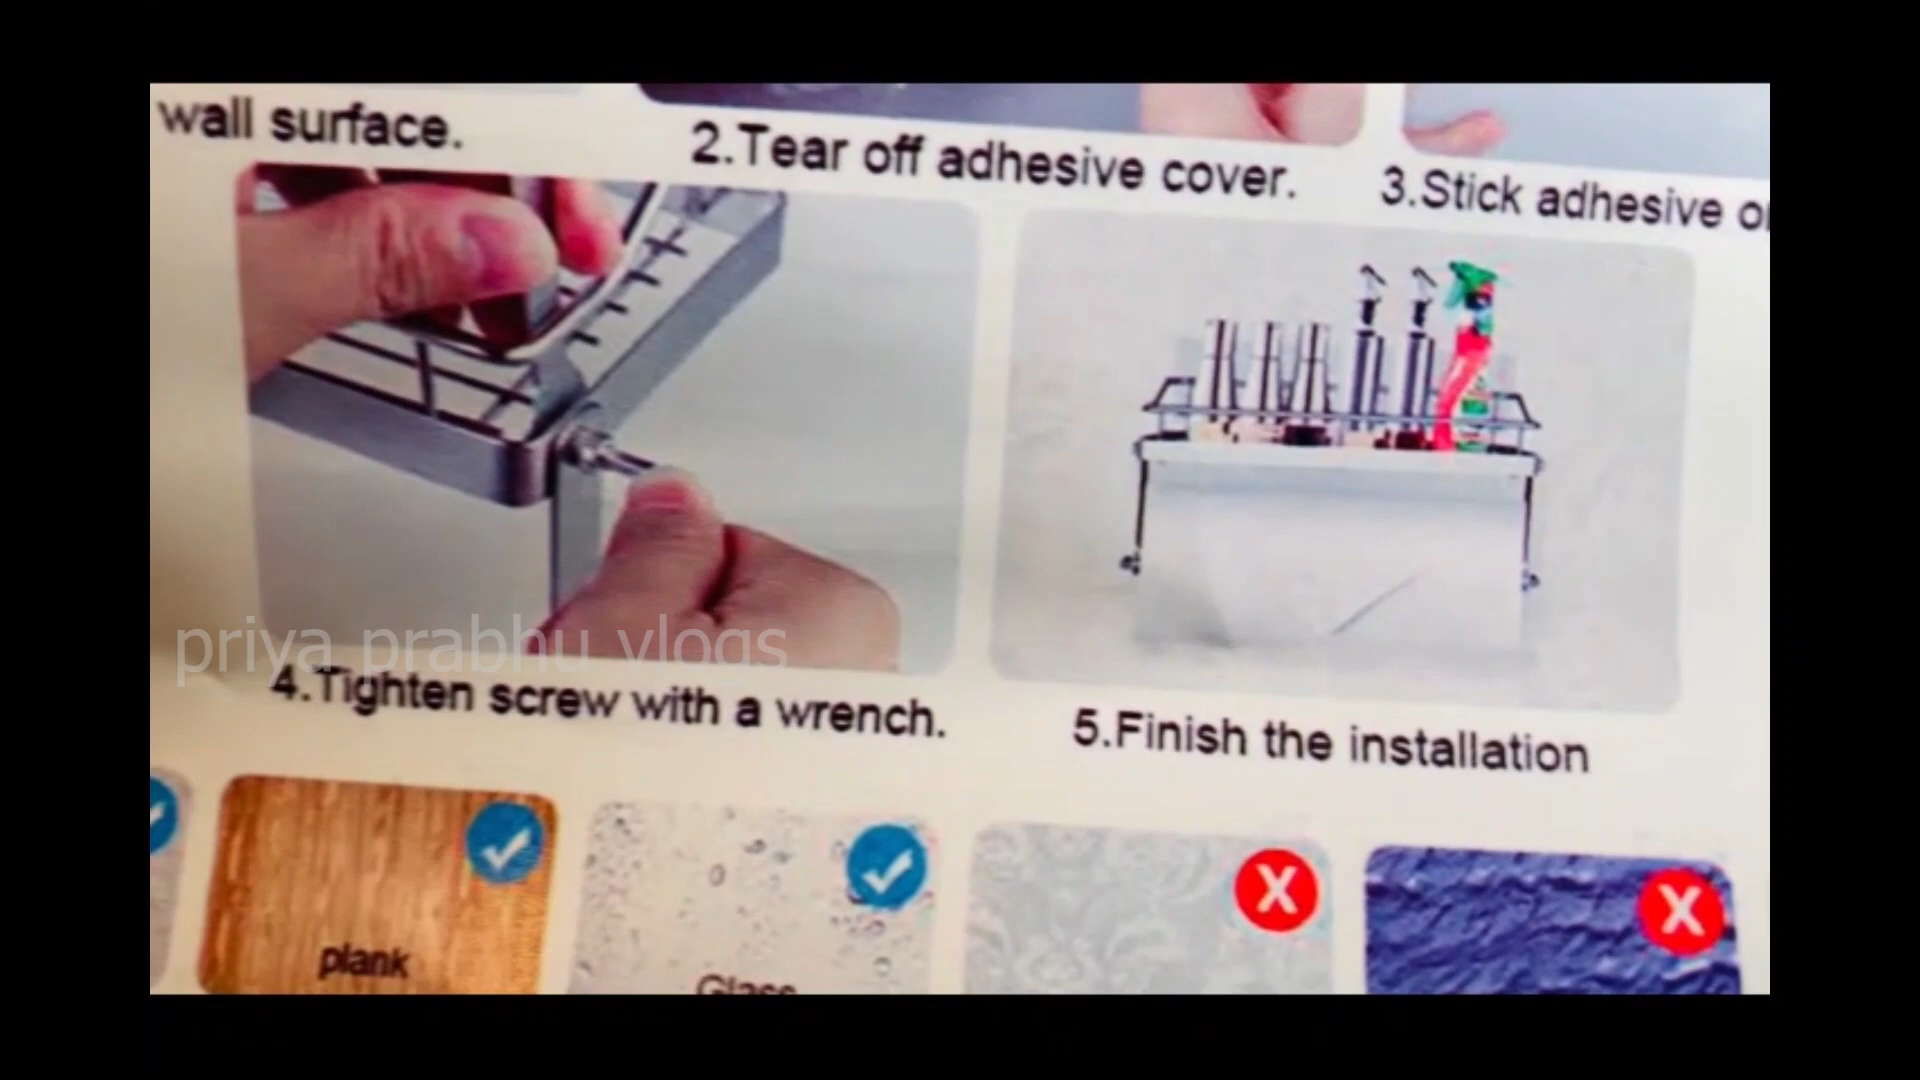 wall surface.
2.Tear off adhesive cover.
3.Stick adhesive
priya prabhu vlogs
4.Tighten screw with a wrench.
5.Finish the installation
plank
Glass
X
X